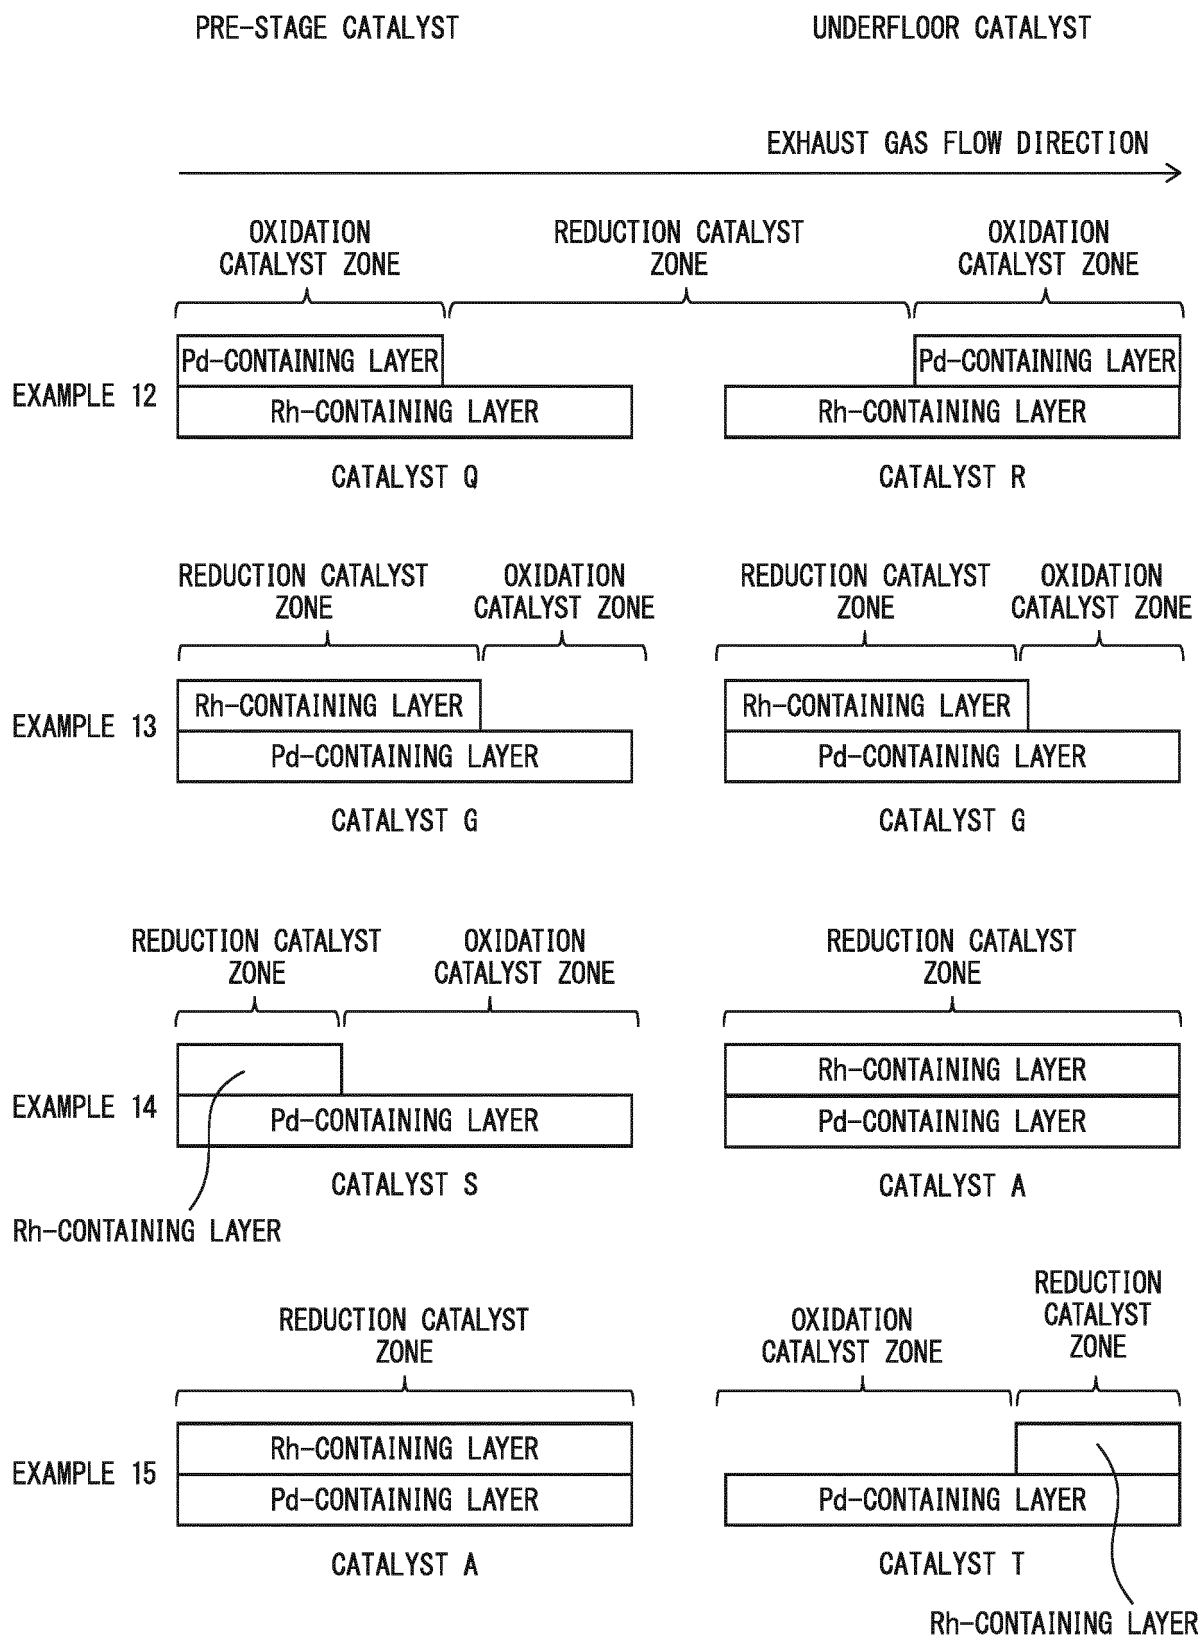 PRE-STAGE CATALYST
UNDERFLOOR CATALYST
EXHAUST GAS FLOW DIRECTION
OXIDATION
CATALYST ZONE
REDUCTION CATALYST
ZONE
OXIDATION
CATALYST ZONE
EXAMPLE 12
Pd-CONTAINING LAYER
Rh-CONTAINING LAYER
CATALYST Q
Pd-CONTAINING LAYER
Rh-CONTAINING LAYER
CATALYST R
REDUCTION CATALYST
ZONE
OXIDATION
CATALYST ZONE
REDUCTION CATALYST
ZONE
OXIDATION
CATALYST ZONE
EXAMPLE 13
Rh-CONTAINING LAYER
Pd-CONTAINING LAYER
CATALYST G
Rh-CONTAINING LAYER
Pd-CONTAINING LAYER
CATALYST G
REDUCTION CATALYST
ZONE
OXIDATION
CATALYST ZONE
REDUCTION CATALYST
ZONE
EXAMPLE 14
Pd-CONTAINING LAYER
CATALYST S
Rh-CONTAINING LAYER
Rh-CONTAINING LAYER
Pd-CONTAINING LAYER
CATALYST A
REDUCTION CATALYST
ZONE
OXIDATION
CATALYST ZONE
REDUCTION
CATALYST
ZONE
EXAMPLE 15
Rh-CONTAINING LAYER
Pd-CONTAINING LAYER
CATALYST A
Pd-CONTAINING LAYER
CATALYST T
Rh-CONTAINING LAYER